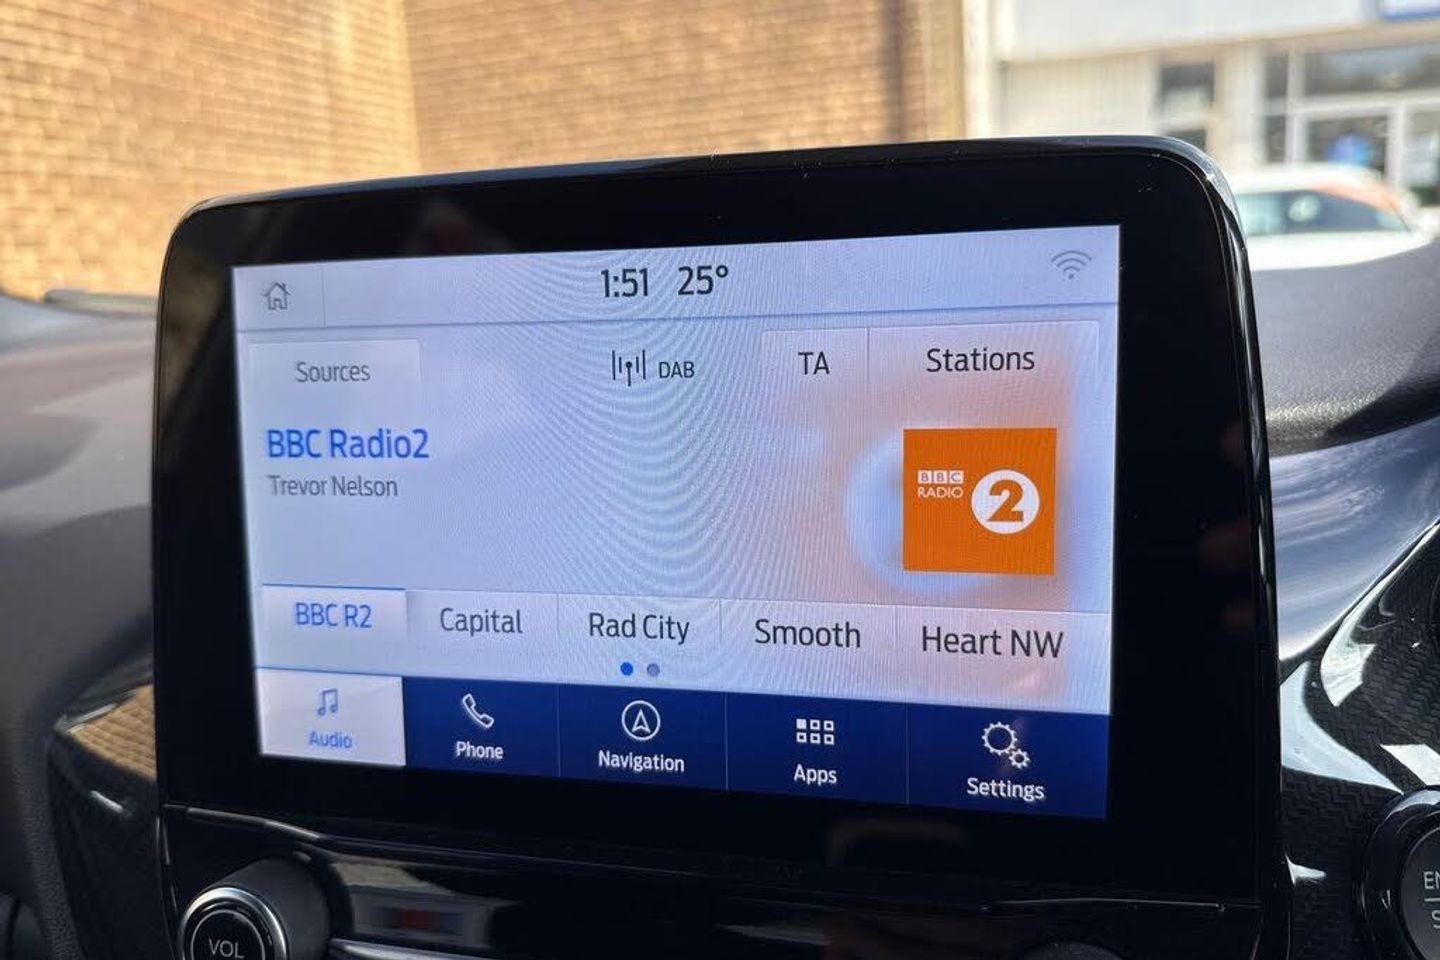 1:51 25°
Sources
DAB
TA
Stations
BBC Radio2
Trevor Nelson
BBC
RADIO
2
BBC R2
Capital
Rad City
Smooth
Heart NW
Audio
Phone
Navigation
Apps
Settings
VOL